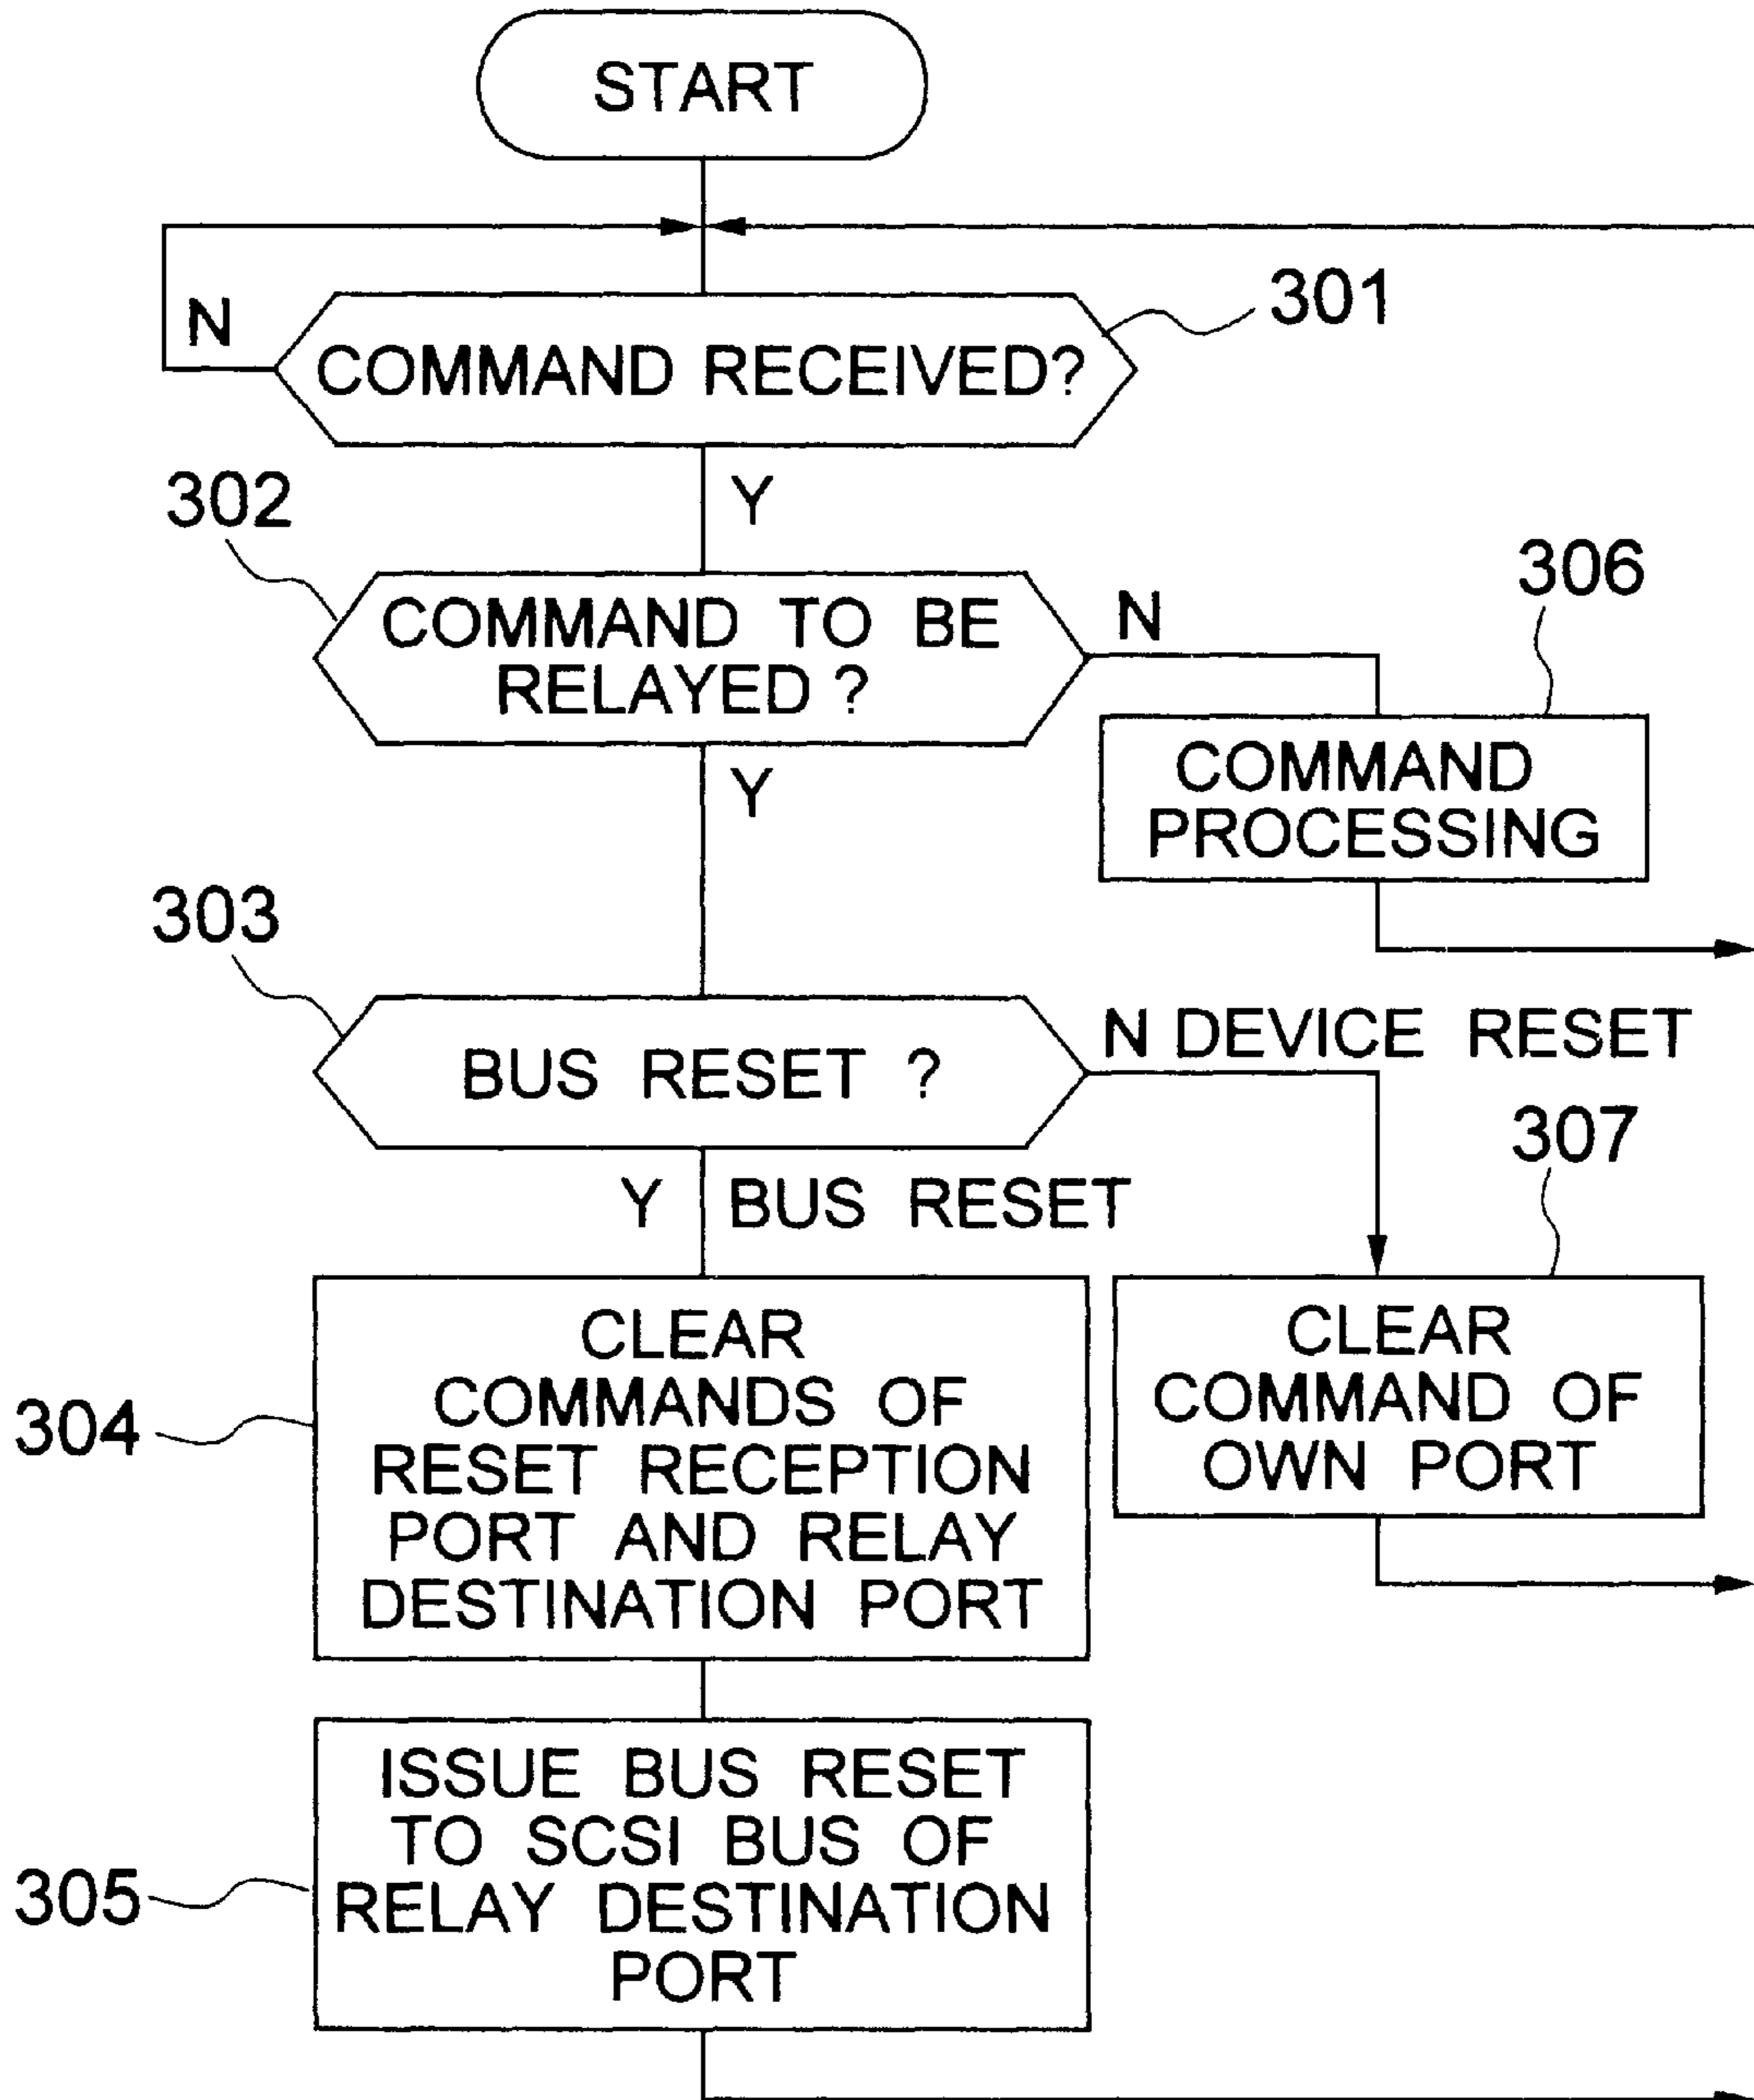 START
N
301
COMMAND RECEIVED?
302
Y
306
COMMAND TO BE
RELAYED ?
N
Y
COMMAND
PROCESSING
303
N DEVICE RESET
BUS RESET ?
307
Y BUS RESET
304
CLEAR
COMMANDS OF
RESET RECEPTION
PORT AND RELAY
DESTINATION PORT
CLEAR
COMMAND OF
OWN PORT
305
ISSUE BUS RESET
TO SCSI BUS OF
RELAY DESTINATION
PORT